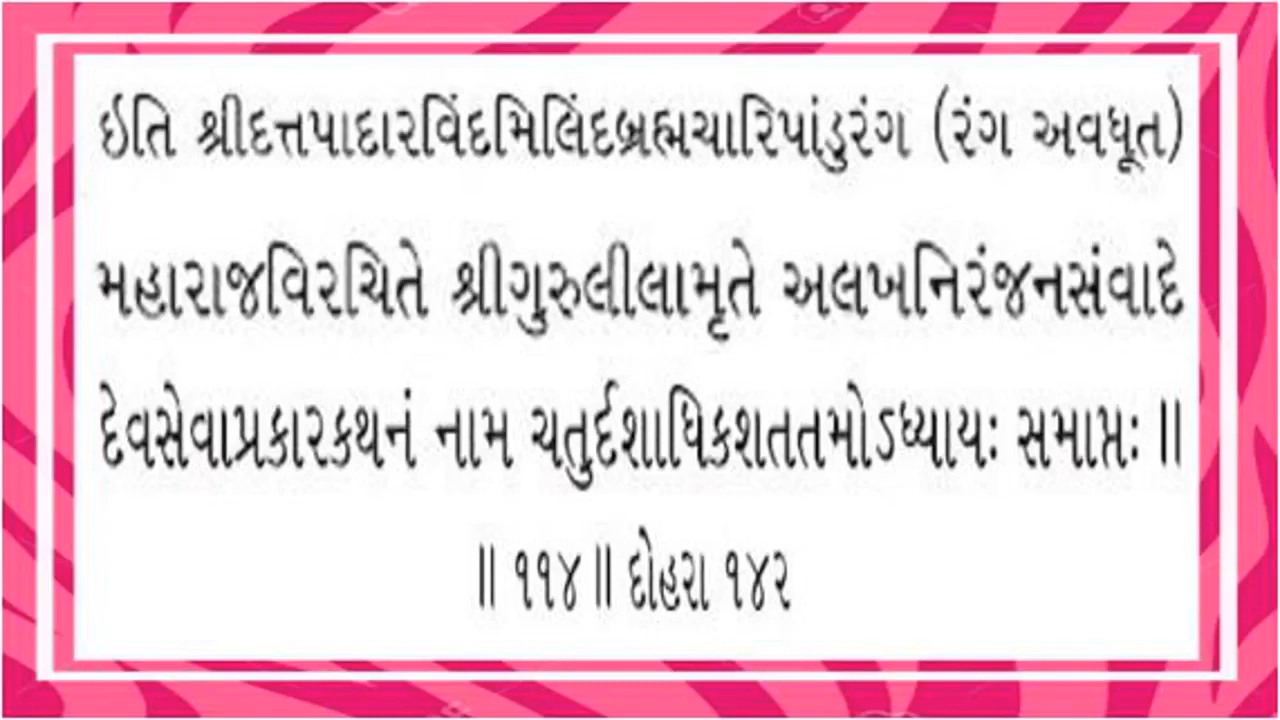 ઇતિ શ્રીદત્તપાદારવિંદમિલિંદબ્રહ્મચારિપાંડુરંગ (રંગ અવધૂત)
મહારાજવિરચિતે શ્રીગુરુલીલામૃતે અલખનિરંજનસંવાદે
દેવસેવાપ્રકારકથનં નામ ચતુર્દશાધિકશતતમોઽધ્યાયઃ સમાપ્તઃ ॥
॥ ૧૧૪ ॥ દોહરા ૧૪૨